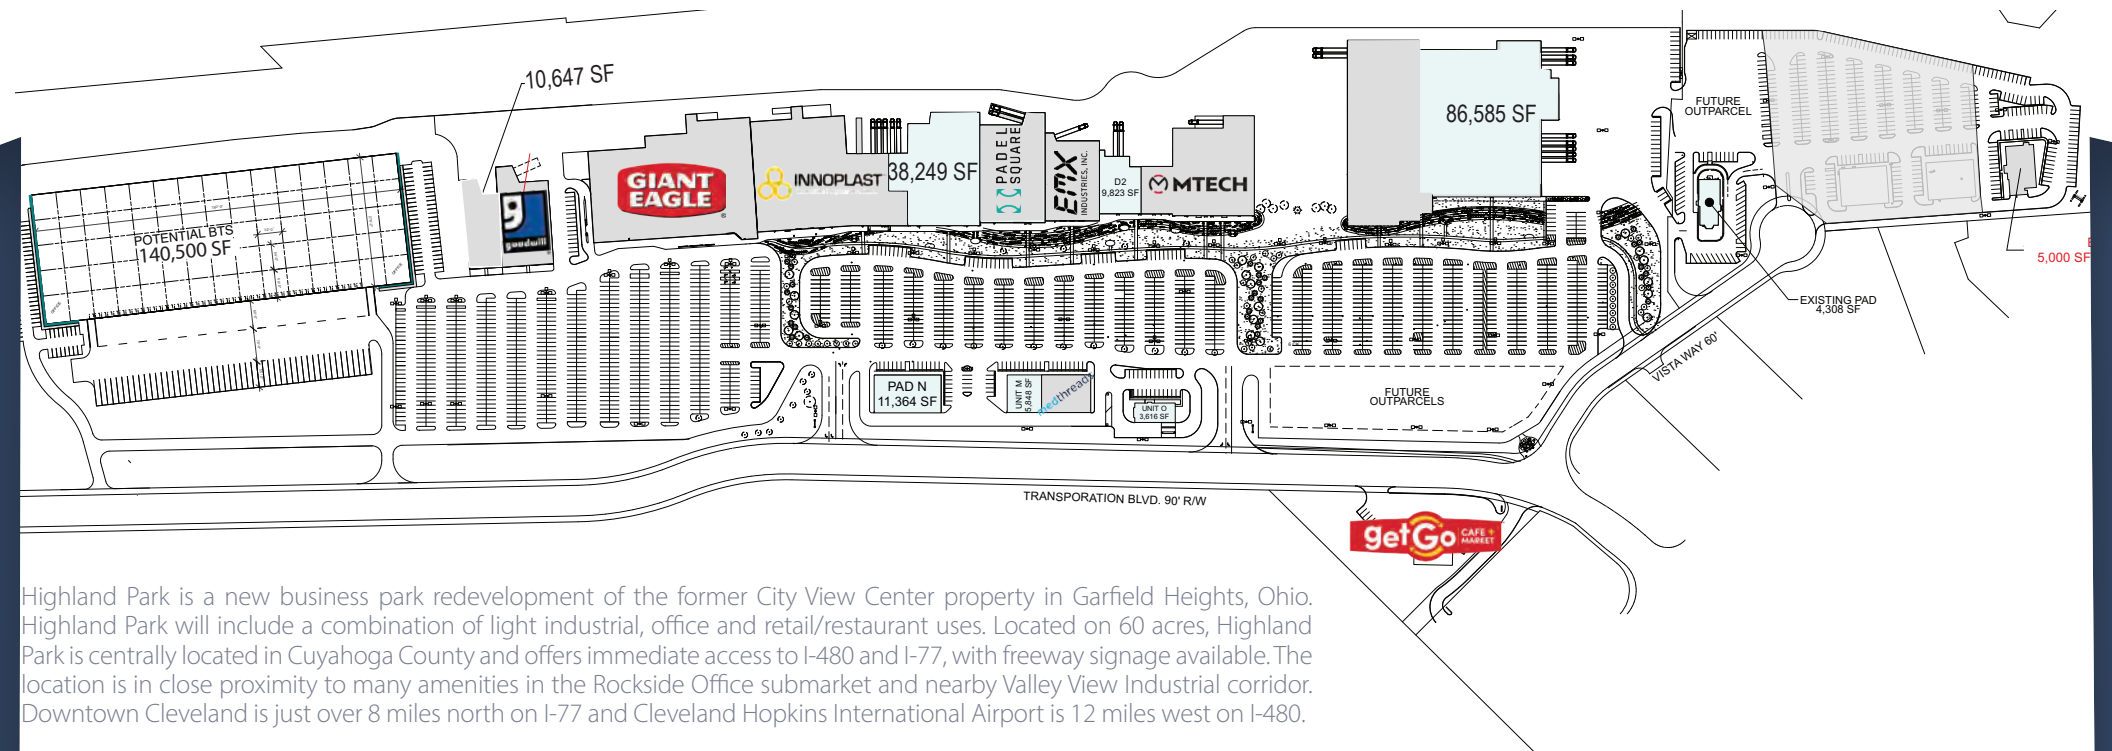 10,647 SF
POTENTIAL BTS
140,500 SF
OFFICE
OFFICE
g
goodwill
GIANT
EAGLE
INNOPLAST
38,249 SF
PADEL
SQUARE
EMX
INDUSTRIES, INC.
D2
9,823 SF
MTECH
86,585 SF
FUTURE
OUTPARCEL
5,000 SF
EXISTING PAD
4,308 SF
VISTA WAY 60'
PAD N
11,364 SF
UNIT M
5,848 SF
medthreads
UNIT O
3,616 SF
FUTURE
OUTPARCELS
TRANSPORATION BLVD. 90' R/W
getGo CAFE +
MARKET
Highland Park is a new business park redevelopment of the former City View Center property in Garfield Heights, Ohio.
Highland Park will include a combination of light industrial, office and retail/restaurant uses. Located on 60 acres, Highland
Park is centrally located in Cuyahoga County and offers immediate access to I-480 and I-77, with freeway signage available. The
location is in close proximity to many amenities in the Rockside Office submarket and nearby Valley View Industrial corridor.
Downtown Cleveland is just over 8 miles north on I-77 and Cleveland Hopkins International Airport is 12 miles west on I-480.